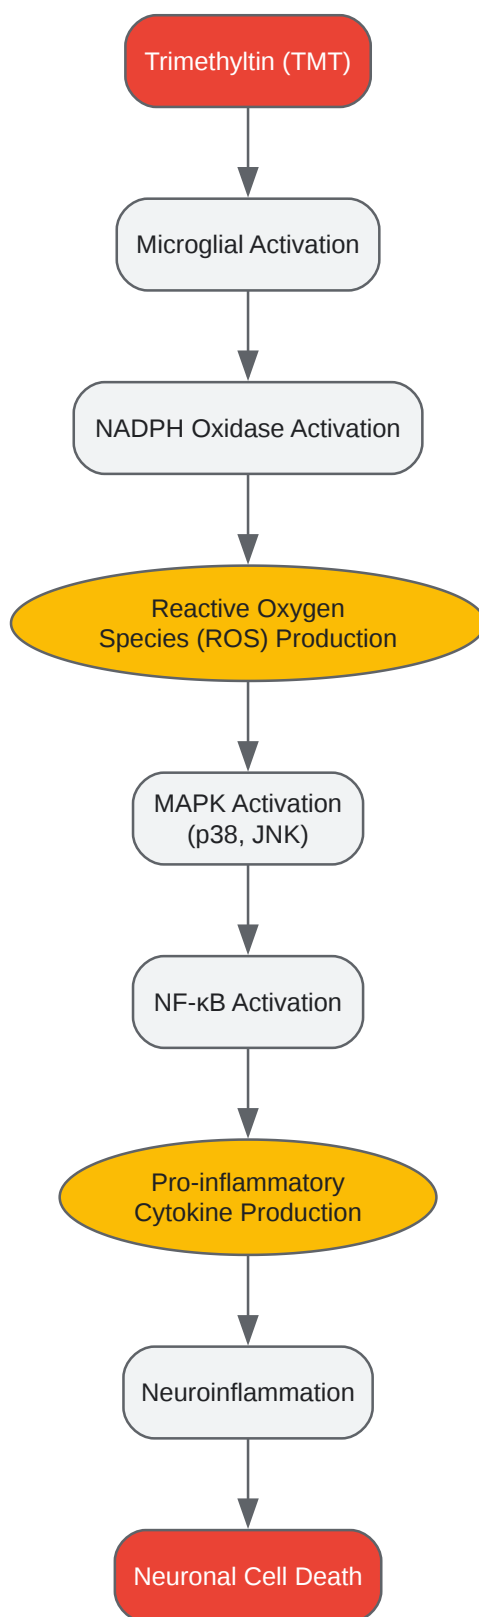 Trimethyltin (TMT)
Microglial Activation
NADPH Oxidase Activation
Reactive Oxygen
Species (ROS) Production
MAPK Activation
(p38, JNK)
NF-κB Activation
Pro-inflammatory
Cytokine Production
Neuroinflammation
Neuronal Cell Death